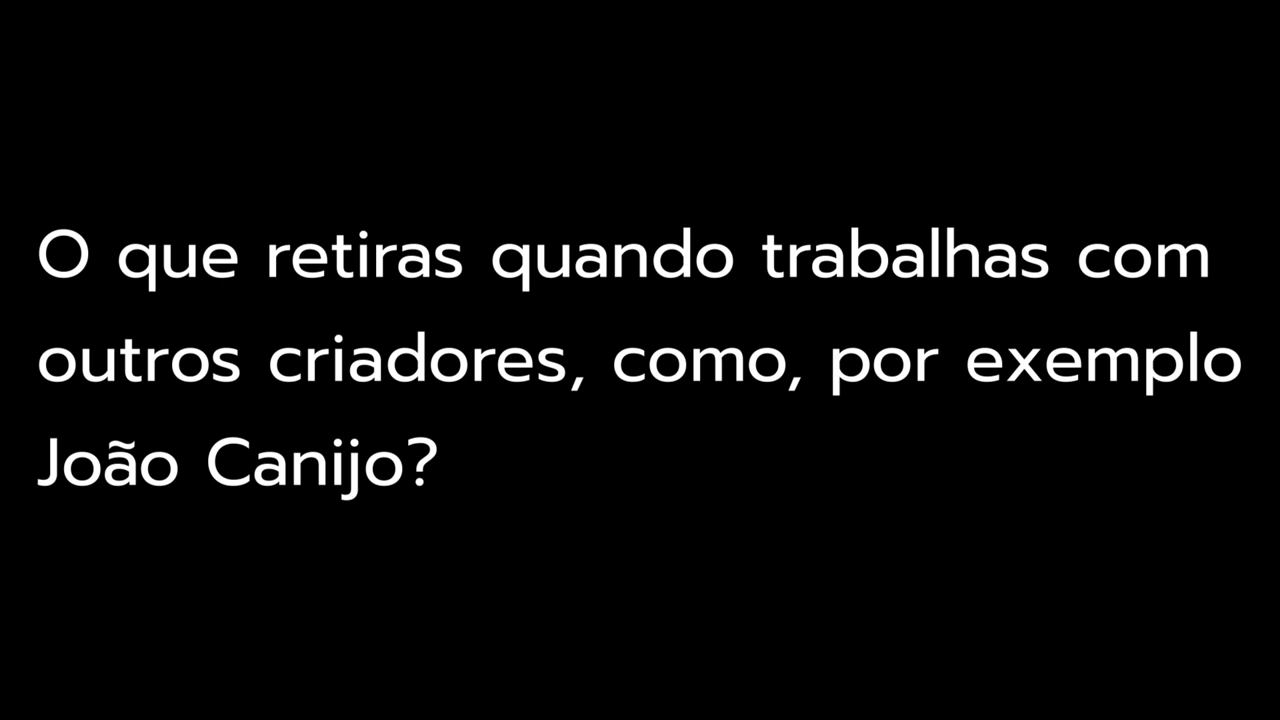 O que retiras quando trabalhas com
outros criadores, como, por exemplo
João Canijo?